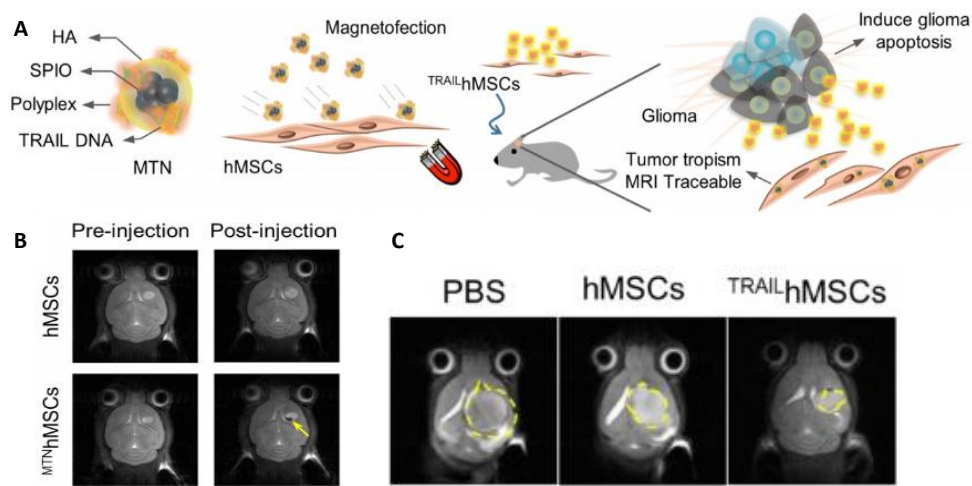 A
HA
SPIO
Polyplex
TRAIL DNA
MTN
Magnetofection
hMSCs
TRAILhMSCs
Glioma
Induce glioma
apoptosis
Tumor tropism
MRI Traceable
B
Pre-injection
Post-injection
hMSCs
MTNhMSCs
C
PBS
hMSCs
TRAILhMSCs